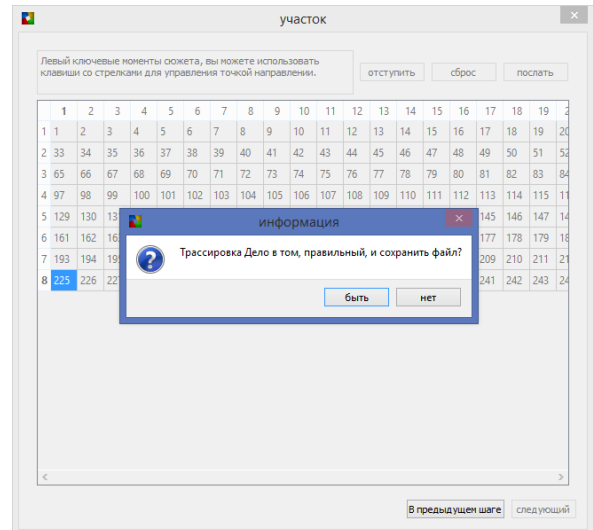 участок
Левый ключевые моменты сюжета, вы можете использовать
клавиши со стрелками для управления точкой направлении.
отступить сброс послать
1 2 3 4 5 6 7 8 9 10 11 12 13 14 15 16 17 18 19
1 1 2 3 4 5 6 7 8 9 10 11 12 13 14 15 16 17 18 19 20
2 33 34 35 36 37 38 39 40 41 42 43 44 45 46 47 48 49 50 51 52
3 65 66 67 68 69 70 71 72 73 74 75 76 77 78 79 80 81 82 83 84
4 97 98 99 100 101 102 103 104 105 106 107 108 109 110 111 112 113 114 115
5 129 130 145 146 147
информация
6 161 162 177 178 179
Трассировка Дело в том, правильный, и сохранить файл?
7 193 194 195 209 210 211
8 225 226 241 242 243
быть нет
В предыдущем шаге следующий